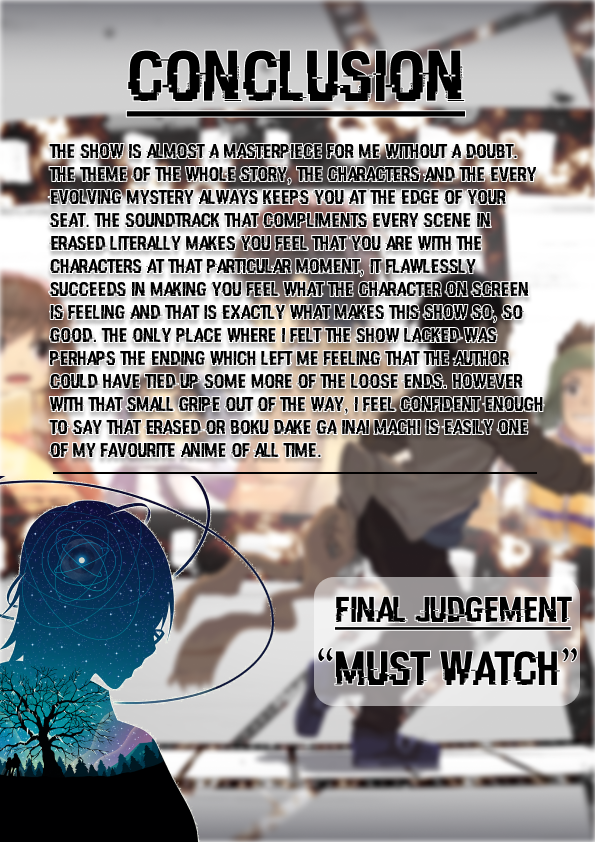 CONCLUSION
THE SHOW IS ALMOST A MASTERPIECE FOR ME WITHOUT A DOUBT.
THE THEME OF THE WHOLE STORY, THE CHARACTERS AND THE EVERY
EVOLVING MYSTERY ALWAYS KEEPS YOU AT THE EDGE OF YOUR
SEAT. THE SOUNDTRACK THAT COMPLIMENTS EVERY SCENE IN
ERASED LITERALLY MAKES YOU FEEL THAT YOU ARE WITH THE
CHARACTERS AT THAT PARTICULAR MOMENT, IT FLAWLESSLY
SUCCEEDS IN MAKING YOU FEEL WHAT THE CHARACTER ON SCREEN
IS FEELING AND THAT IS EXACTLY WHAT MAKES THIS SHOW SO, SO
GOOD. THE ONLY PLACE WHERE I FELT THE SHOW LACKED WAS
PERHAPS THE ENDING WHICH LEFT ME FEELING THAT THE AUTHOR
COULD HAVE TIED UP SOME MORE OF THE LOOSE ENDS. HOWEVER
WITH THAT SMALL GRIPE OUT OF THE WAY, I FEEL CONFIDENT ENOUGH
TO SAY THAT ERASED OR BOKU DAKE GA INAI MACHI IS EASILY ONE
OF MY FAVOURITE ANIME OF ALL TIME.
FINAL JUDGEMENT
“MUST WATCH”